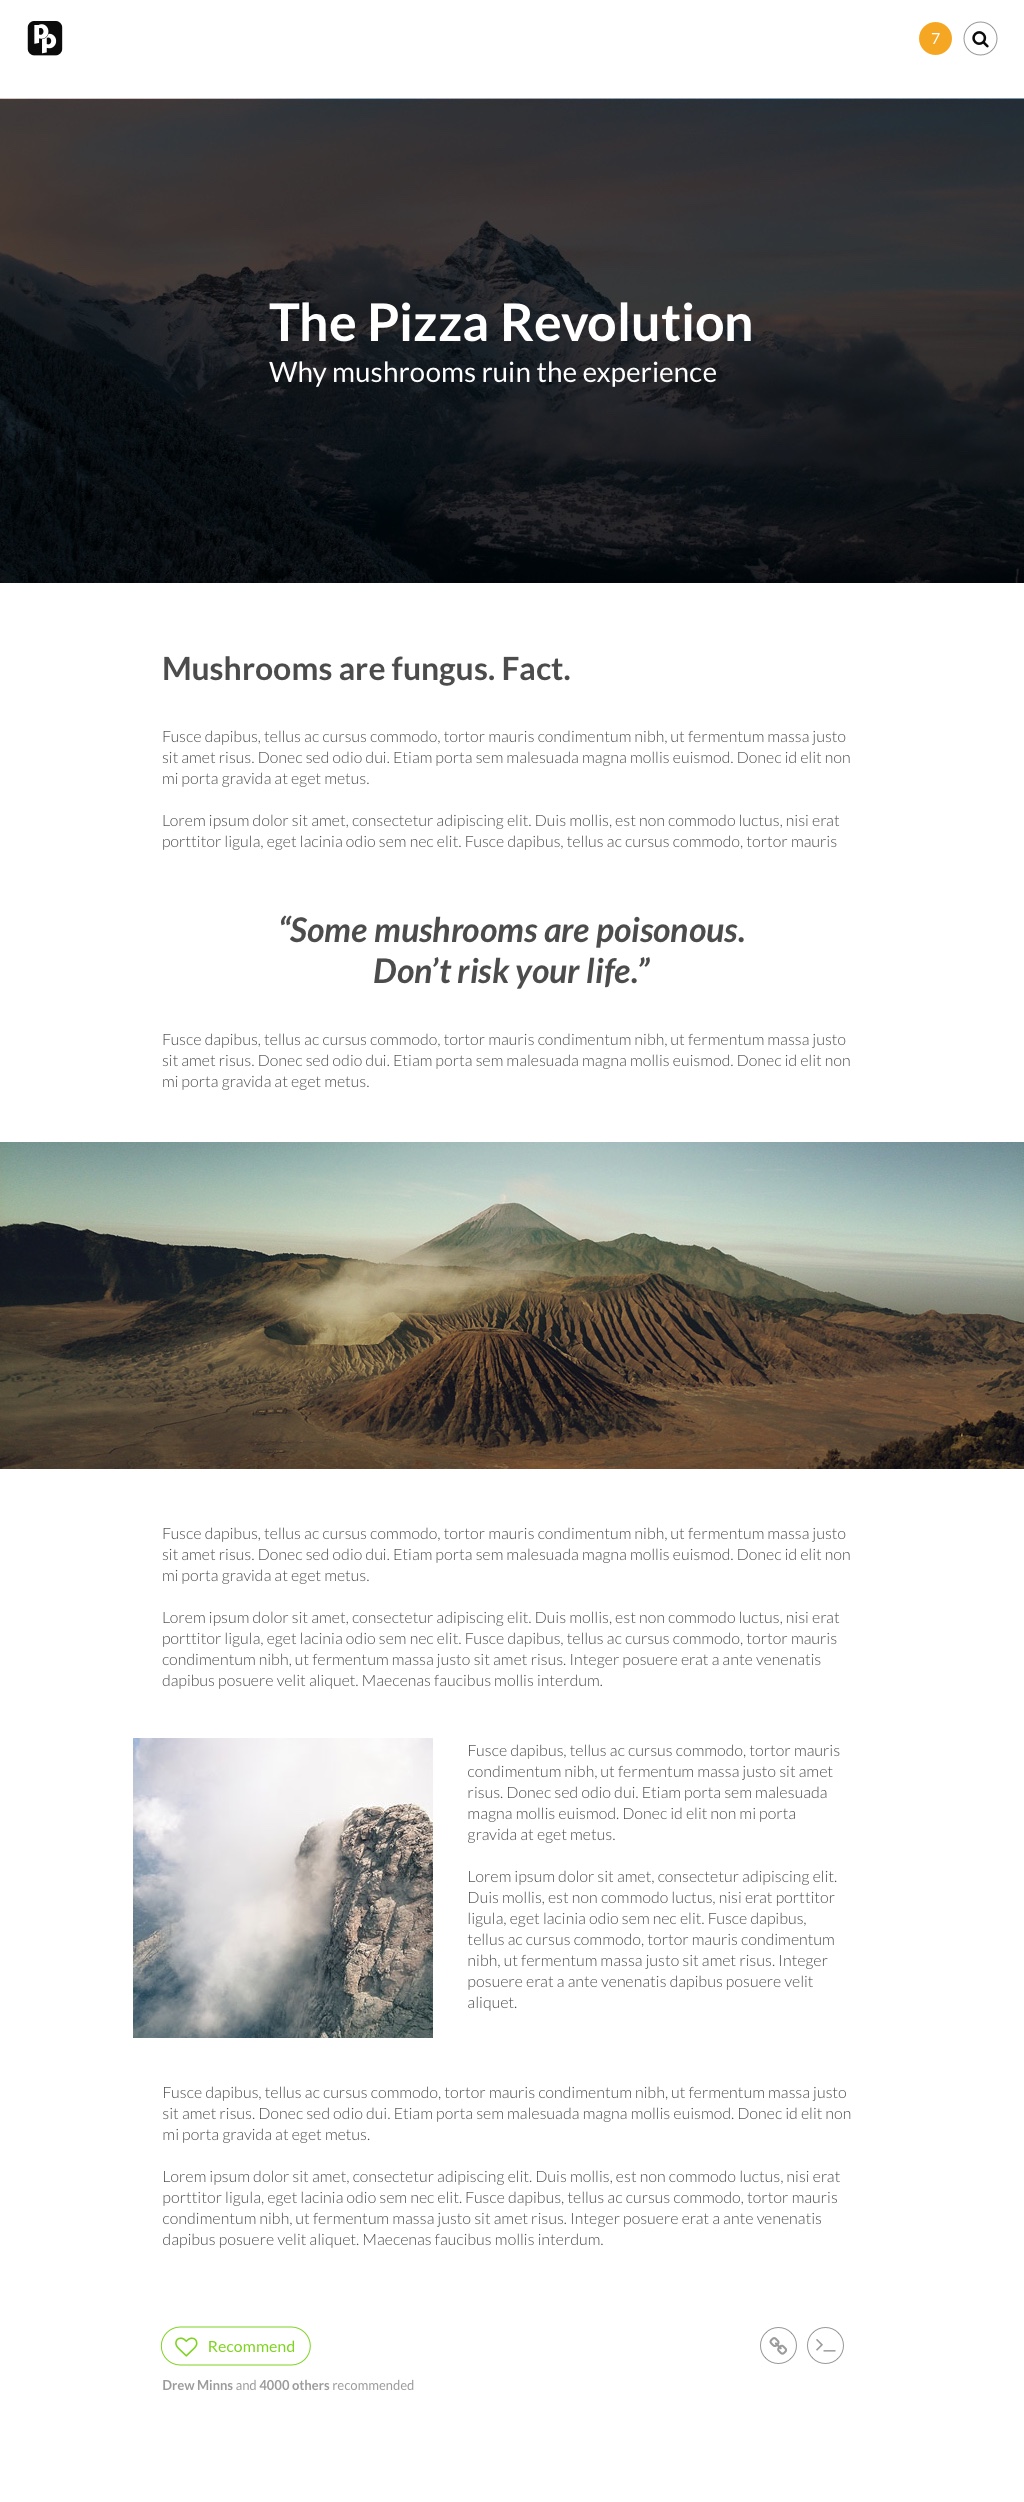 PP
7
The Pizza Revolution
Why mushrooms ruin the experience
Mushrooms are fungus. Fact.
Fusce dapibus, tellus ac cursus commodo, tortor mauris condimentum nibh, ut fermentum massa justo
sit amet risus. Donec sed odio dui. Etiam porta sem malesuada magna mollis euismod. Donec id elit non
mi porta gravida at eget metus.
Lorem ipsum dolor sit amet, consectetur adipiscing elit. Duis mollis, est non commodo luctus, nisi erat
porttitor ligula, eget lacinia odio sem nec elit. Fusce dapibus, tellus ac cursus commodo, tortor mauris
“Some mushrooms are poisonous.
Don’t risk your life.”
Fusce dapibus, tellus ac cursus commodo, tortor mauris condimentum nibh, ut fermentum massa justo
sit amet risus. Donec sed odio dui. Etiam porta sem malesuada magna mollis euismod. Donec id elit non
mi porta gravida at eget metus.
Fusce dapibus, tellus ac cursus commodo, tortor mauris condimentum nibh, ut fermentum massa justo
sit amet risus. Donec sed odio dui. Etiam porta sem malesuada magna mollis euismod. Donec id elit non
mi porta gravida at eget metus.
Lorem ipsum dolor sit amet, consectetur adipiscing elit. Duis mollis, est non commodo luctus, nisi erat
porttitor ligula, eget lacinia odio sem nec elit. Fusce dapibus, tellus ac cursus commodo, tortor mauris
condimentum nibh, ut fermentum massa justo sit amet risus. Integer posuere erat a ante venenatis
dapibus posuere velit aliquet. Maecenas faucibus mollis interdum.
Fusce dapibus, tellus ac cursus commodo, tortor mauris
condimentum nibh, ut fermentum massa justo sit amet
risus. Donec sed odio dui. Etiam porta sem malesuada
magna mollis euismod. Donec id elit non mi porta
gravida at eget metus.
Lorem ipsum dolor sit amet, consectetur adipiscing elit.
Duis mollis, est non commodo luctus, nisi erat porttitor
ligula, eget lacinia odio sem nec elit. Fusce dapibus,
tellus ac cursus commodo, tortor mauris condimentum
nibh, ut fermentum massa justo sit amet risus. Integer
posuere erat a ante venenatis dapibus posuere velit
aliquet.
Fusce dapibus, tellus ac cursus commodo, tortor mauris condimentum nibh, ut fermentum massa justo
sit amet risus. Donec sed odio dui. Etiam porta sem malesuada magna mollis euismod. Donec id elit non
mi porta gravida at eget metus.
Lorem ipsum dolor sit amet, consectetur adipiscing elit. Duis mollis, est non commodo luctus, nisi erat
porttitor ligula, eget lacinia odio sem nec elit. Fusce dapibus, tellus ac cursus commodo, tortor mauris
condimentum nibh, ut fermentum massa justo sit amet risus. Integer posuere erat a ante venenatis
dapibus posuere velit aliquet. Maecenas faucibus mollis interdum.
Recommend
Drew Minns and 4000 others recommended